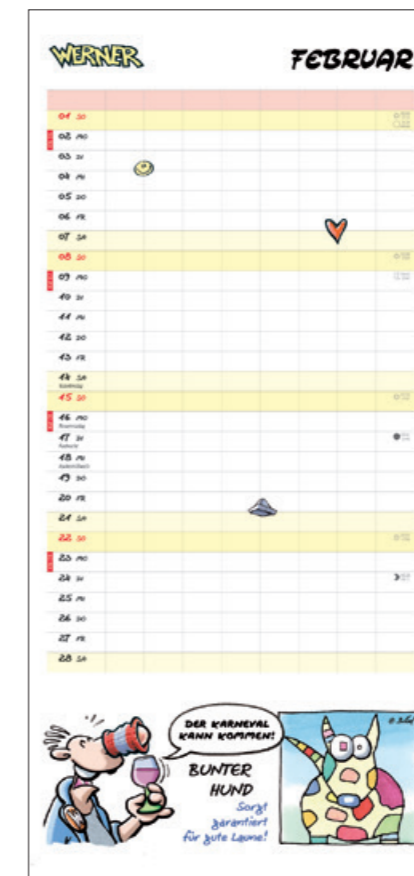 WERNER
FEBRUAR
01 SO
02 MO
03 DI
04 MI
05 DO
06 FR
07 SA
08 SO
09 MO
10 DI
11 MI
12 DO
13 FR
14 SA
15 SO
16 MO
17 DI
18 MI
19 DO
20 FR
21 SA
22 SO
23 MO
24 DI
25 MI
26 DO
27 FR
28 SA
DER KARNEVAL
KANN KOMMEN!
BUNTER
HUND
Sorgt
garantiert
für gute Laune!